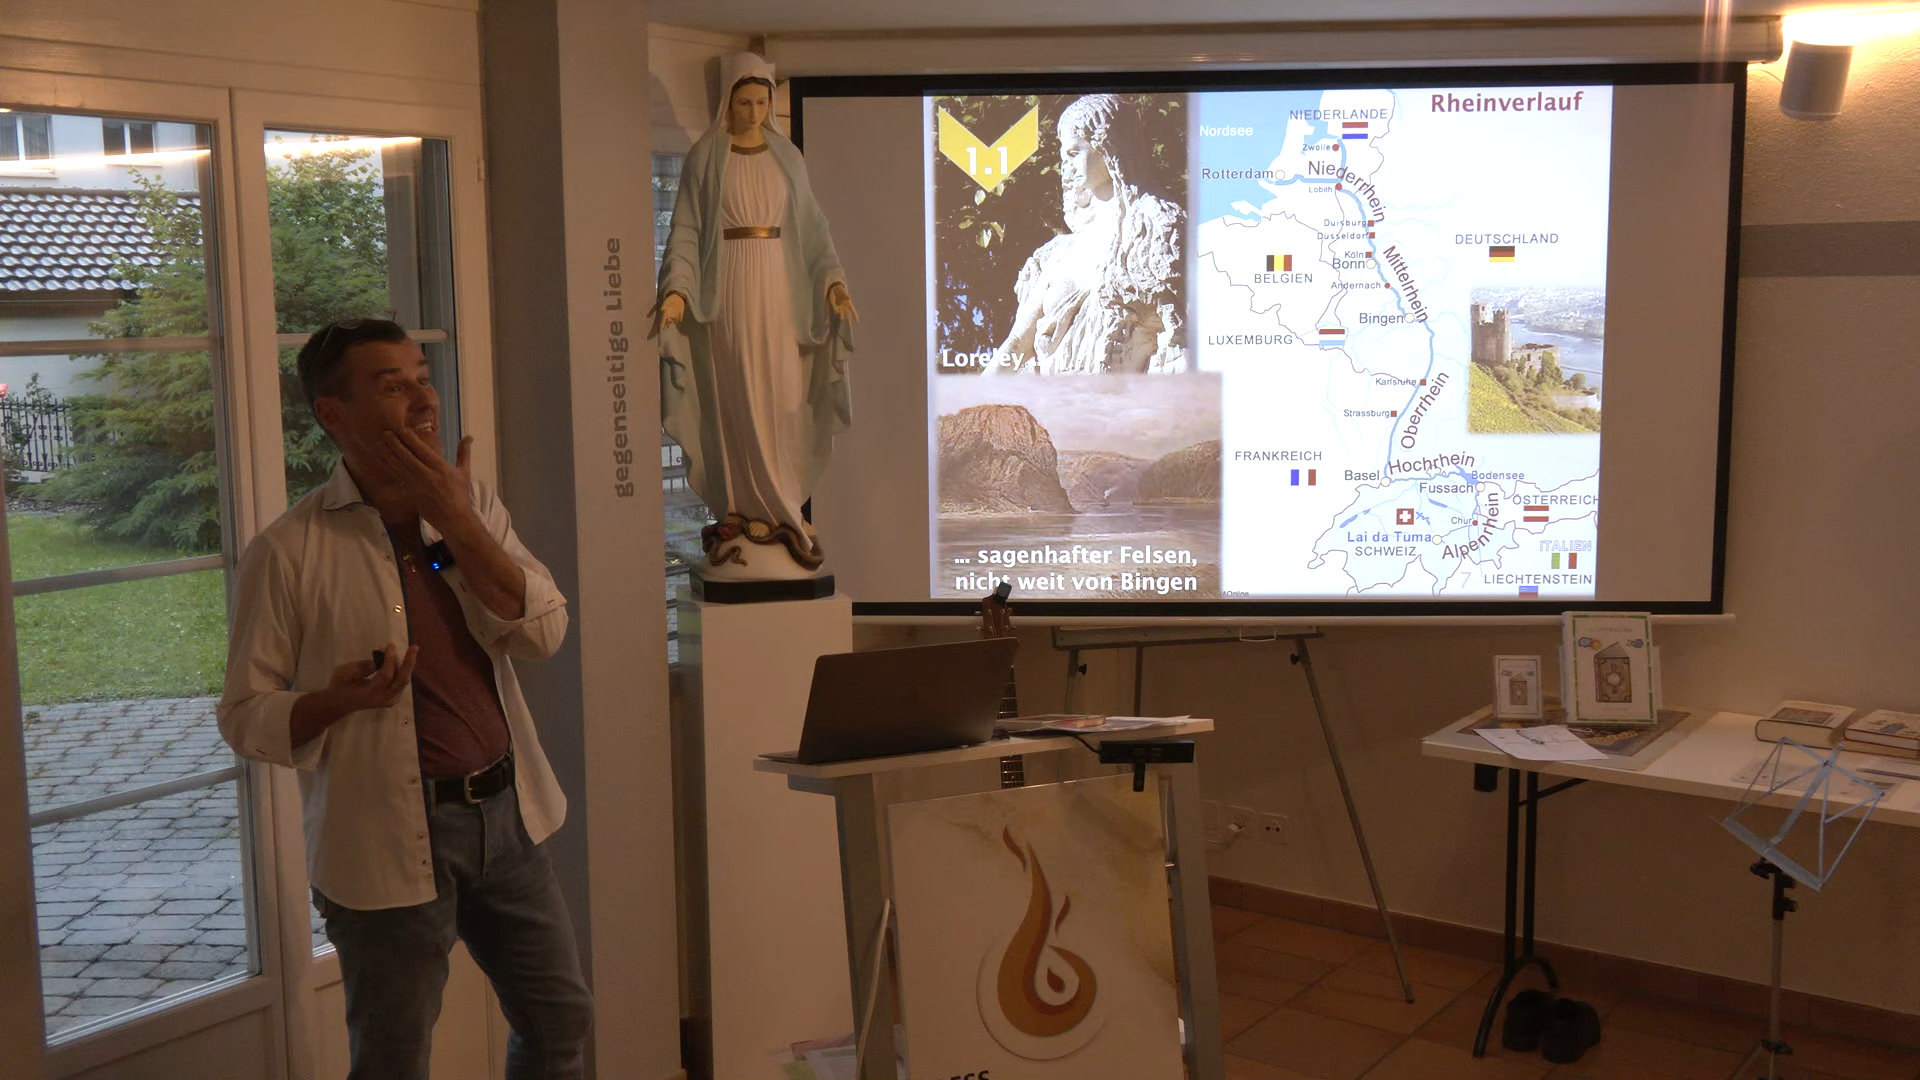 gegenseitige Liebe
1.1
Loreley...
... sagenhafter Felsen,
nicht weit von Bingen
Rheinverlauf
NIEDERLANDE
Nordsee
Zwolle
Rotterdam
Niederrhein
Lobith
Duisburg
Düsseldorf
DEUTSCHLAND
Köln
Bonn
Mittelrhein
BELGIEN
Andernach
Bingen
LUXEMBURG
Karlsruhe
Oberrhein
Strassburg
FRANKREICH
Hochrhein
Basel
Bodensee
Fussach
ÖSTERREICH
Chur
Alpenrhein
Lai da Tuma
SCHWEIZ
ITALIEN
7
LIECHTENSTEIN